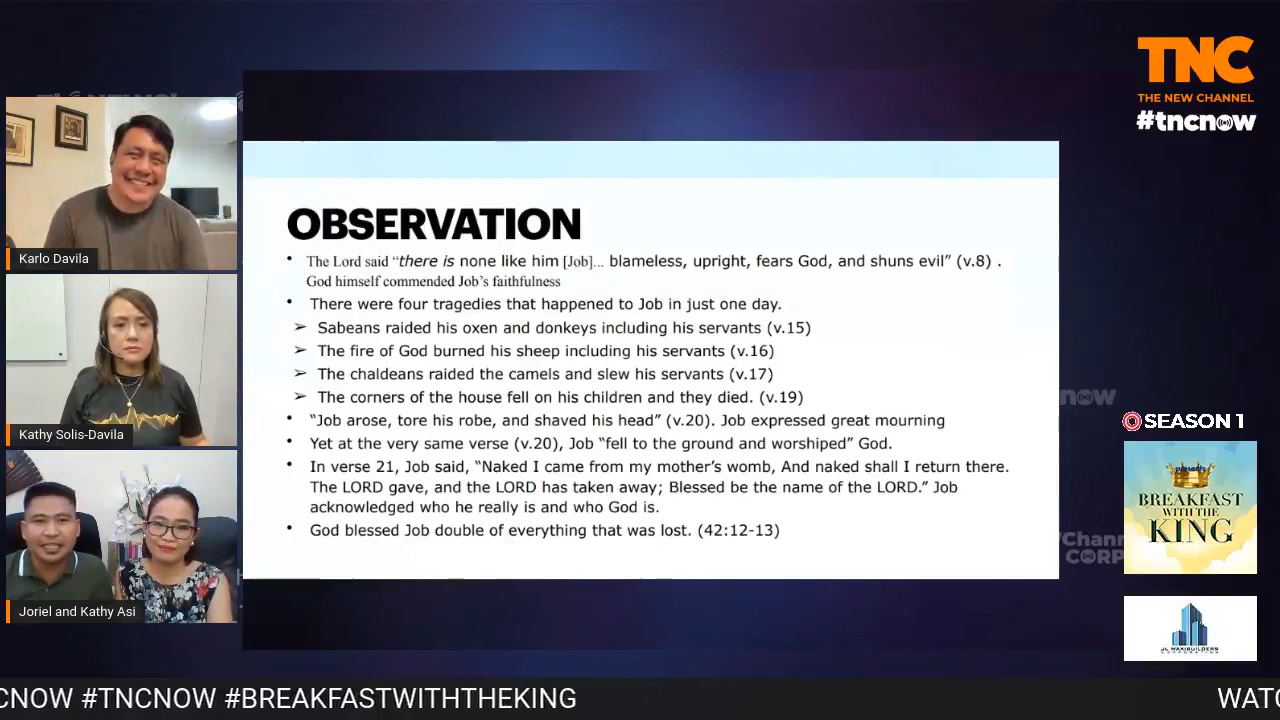 TNC
THE NEW CHANNEL
#tncnow
Karlo Davila
Kathy Solis-Davila
Joriel and Kathy Asi
OBSERVATION
• The Lord said “there is none like him [Job]... blameless, upright, fears God, and shuns evil” (v.8) .
God himself commended Job’s faithfulness
• There were four tragedies that happened to Job in just one day.
➢ Sabeans raided his oxen and donkeys including his servants (v.15)
➢ The fire of God burned his sheep including his servants (v.16)
➢ The chaldeans raided the camels and slew his servants (v.17)
➢ The corners of the house fell on his children and they died. (v.19)
• “Job arose, tore his robe, and shaved his head” (v.20). Job expressed great mourning
• Yet at the very same verse (v.20), Job “fell to the ground and worshiped” God.
• In verse 21, Job said, “Naked I came from my mother’s womb, And naked shall I return there.
The LORD gave, and the LORD has taken away; Blessed be the name of the LORD.” Job
acknowledged who he really is and who God is.
• God blessed Job double of everything that was lost. (42:12-13)
SEASON 1
presents
BREAKFAST
WITH THE
KING
JL MAXIBUILDERS
CORPORATION
CNOW #TNCNOW #BREAKFASTWITHTHEKING
WATC